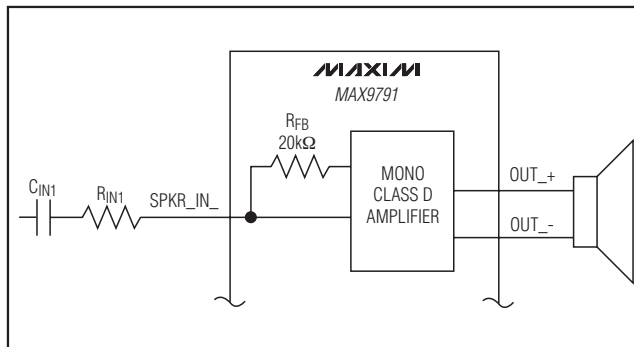 MAXIM
MAX9791
RFB
20kΩ
MONO
CLASS D
AMPLIFIER
OUT_+
OUT_-
CIN1
RIN1
SPKR_IN_